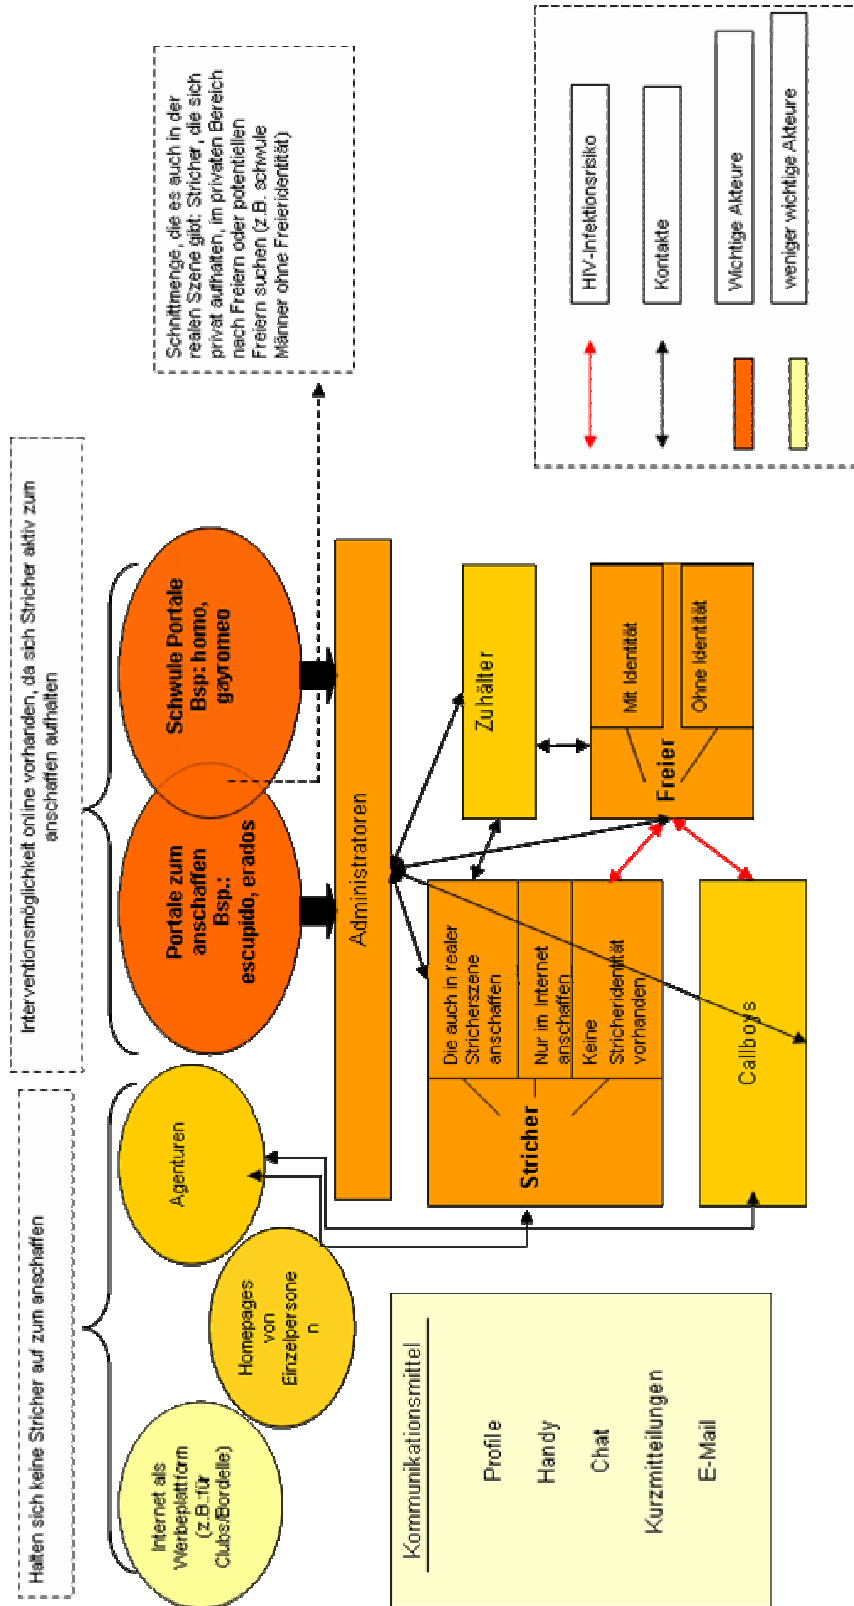 Halten sich keine Stricher auf zum anschaffen
Interventionsmöglichkeit online vorhanden, da sich Stricher aktiv zum
anschaffen aufhalten
Schnittmenge, die es auch in der
realen Szene gibt: Stricher, die sich
privat aufhalten, im privaten Bereich
nach Freiern oder potentiellen
Freiern suchen (z.B. schwule
Männer ohne Freieridentität)
Internet als
Werbeplattform
(z.B.:für
Clubs/Bordelle)
Homepages
von
Einzelpersone
n
Agenturen
Portale zum
anschaffen
Bsp.:
escupido, erados
Schwule Portale
Bsp: homo,
gayromeo
Administratoren
Stricher
Die auch in realer
Stricherszene
anschaffen
Nur im Internet
anschaffen
Keine
Stricheridentität
vorhanden
Zuhälter
Freier
Mit Identität
Ohne Identität
Callboys
Kommunikationsmittel
Profile
Handy
Chat
Kurzmitteilungen
E-Mail
HIV-Infektionsrisiko
Kontakte
Wichtige Akteure
weniger wichtige Akteure